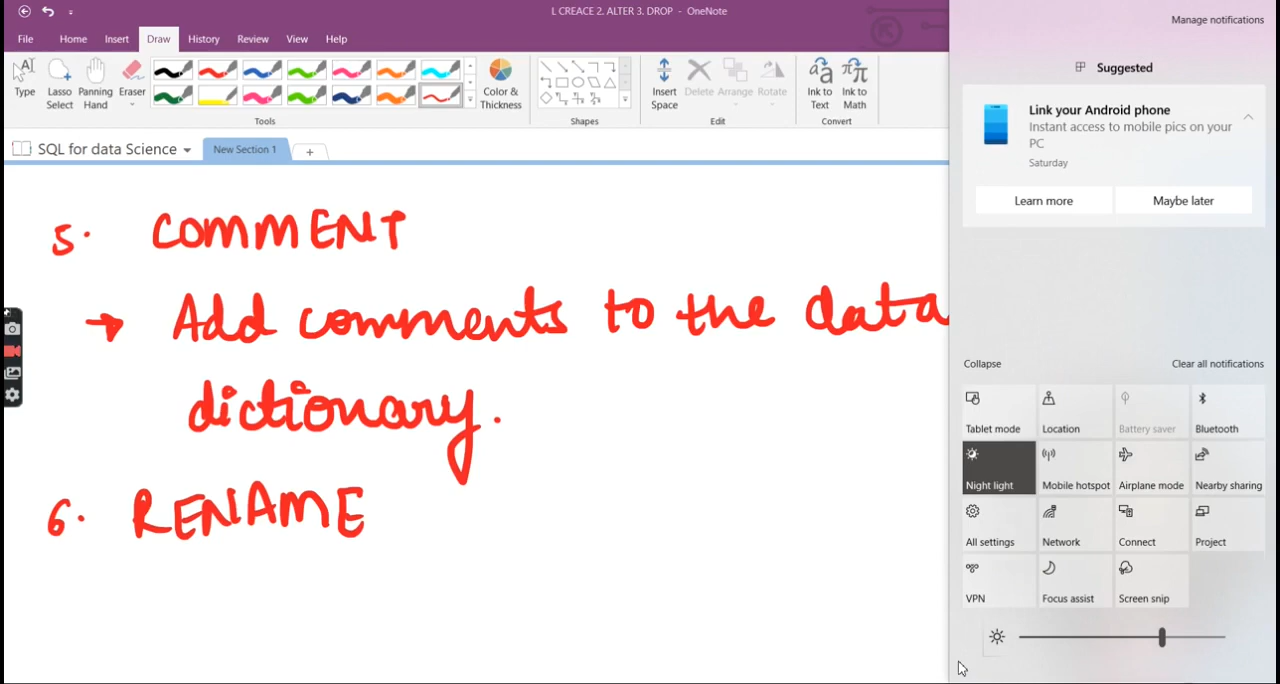 L CREACE 2. ALTER 3. DROP - OneNote
File Home Insert Draw History Review View Help
Type
Lasso Select
Panning Hand
Eraser
Tools
Color & Thickness
Shapes
Insert Space
Delete
Arrange
Rotate
Edit
Ink to Text
Ink to Math
Convert
SQL for data Science
New Section 1
+
5. COMMENT
→ Add comments to the data
dictionary.
6. RENAME
Manage notifications
Suggested
Link your Android phone
Instant access to mobile pics on your
PC
Saturday
Learn more Maybe later
Collapse Clear all notifications
Tablet mode Location Battery saver Bluetooth
Night light Mobile hotspot Airplane mode Nearby sharing
All settings Network Connect Project
VPN Focus assist Screen snip